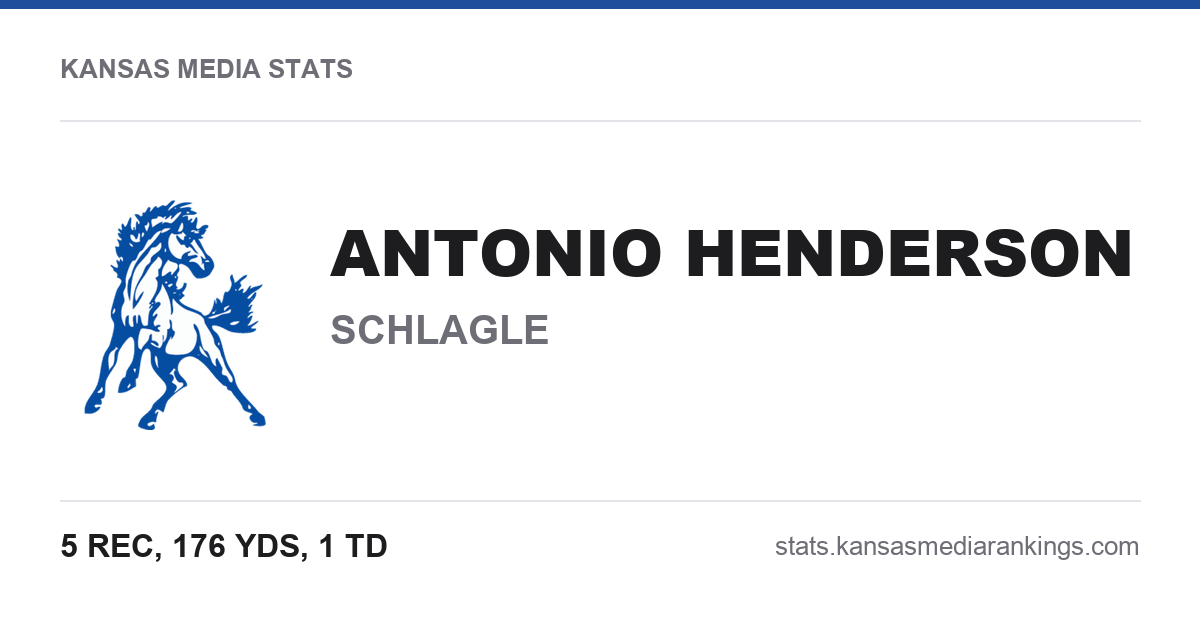 KANSAS MEDIA STATS
ANTONIO HENDERSON
SCHLAGLE
5 REC, 176 YDS, 1 TD
stats.kansasmediarankings.com